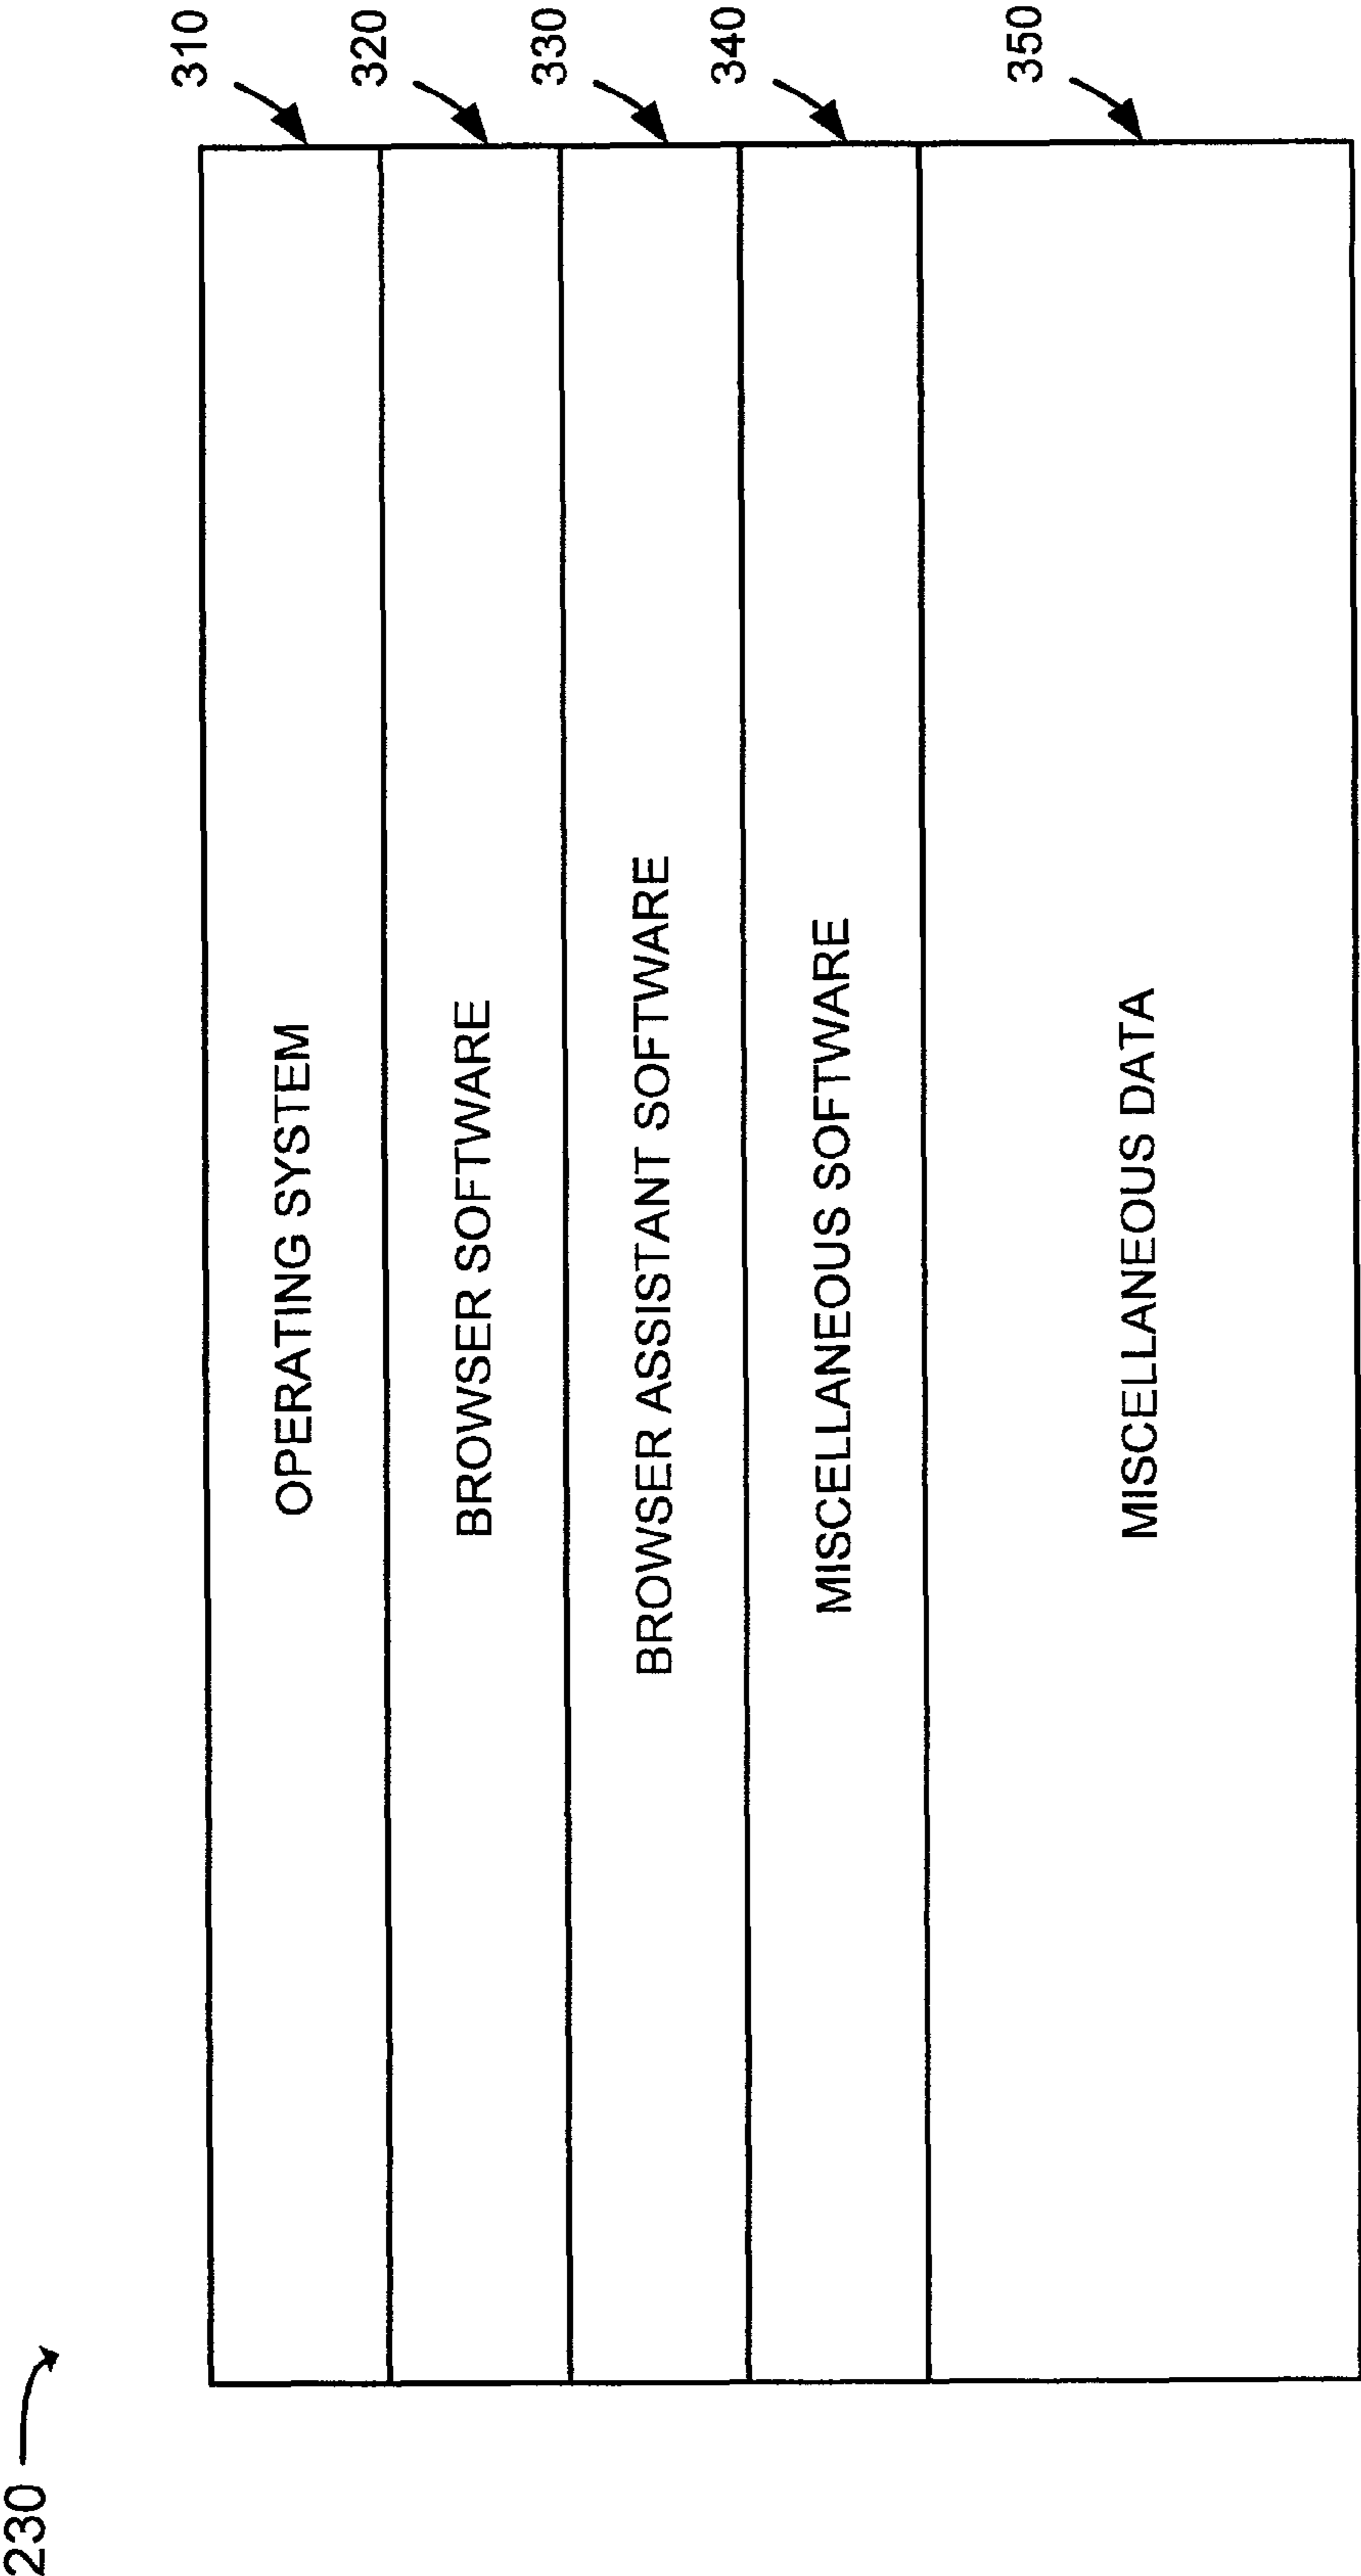 230
OPERATING SYSTEM
310
BROWSER SOFTWARE
320
BROWSER ASSISTANT SOFTWARE
330
MISCELLANEOUS SOFTWARE
340
MISCELLANEOUS DATA
350